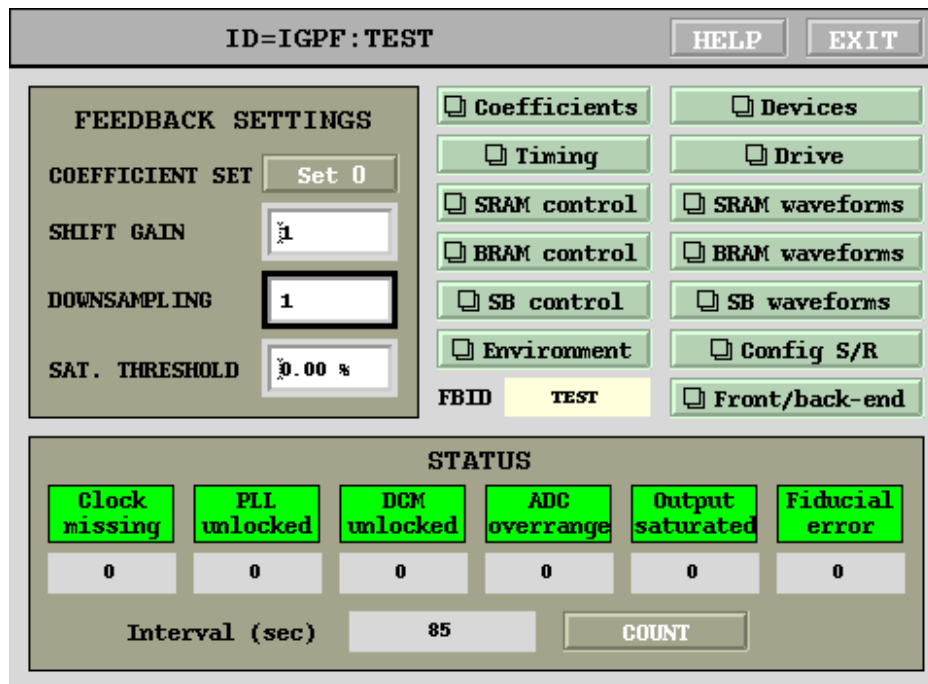 ID=IGPF:TEST
HELP
EXIT
FEEDBACK SETTINGS
COEFFICIENT SET
Set 0
SHIFT GAIN
1
DOWNSAMPLING
1
SAT. THRESHOLD
0.00 %
Coefficients
Devices
Timing
Drive
SRAM control
SRAM waveforms
BRAM control
BRAM waveforms
SB control
SB waveforms
Environment
Config S/R
FBID
TEST
Front/back-end
STATUS
Clock
missing
PLL
unlocked
DCM
unlocked
ADC
overrange
Output
saturated
Fiducial
error
0
0
0
0
0
0
Interval (sec)
85
COUNT